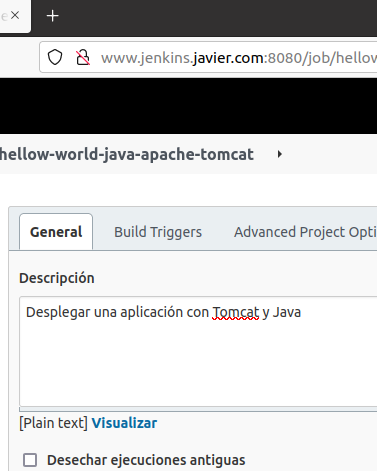 www.jenkins.javier.com:8080/job/hellow
hellow-world-java-apache-tomcat
General Build Triggers Advanced Project Opti
Descripción
Desplegar una aplicación con Tomcat y Java
[Plain text] Visualizar
Desechar ejecuciones antiguas